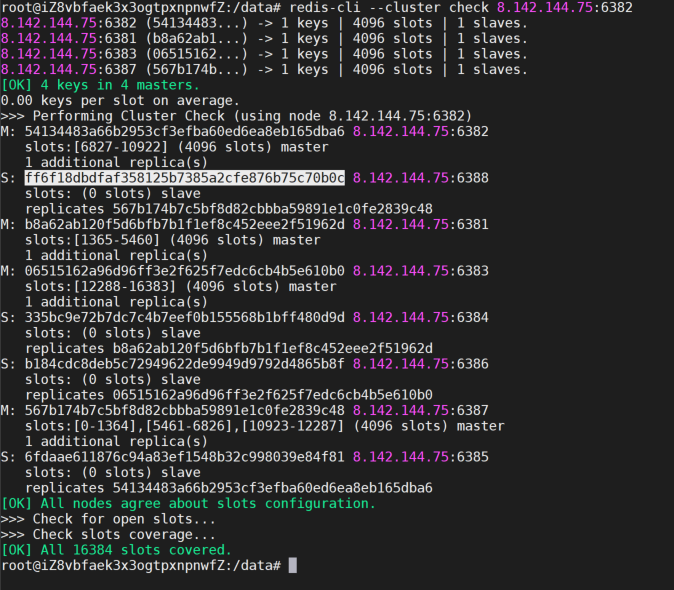 root@iZ8vbfaek3x3ogtpxnpnwfZ:/data# redis-cli --cluster check 8.142.144.75:6382
8.142.144.75:6382 (54134483...) -> 1 keys | 4096 slots | 1 slaves.
8.142.144.75:6381 (b8a62ab1...) -> 1 keys | 4096 slots | 1 slaves.
8.142.144.75:6383 (06515162...) -> 1 keys | 4096 slots | 1 slaves.
8.142.144.75:6387 (567b174b...) -> 1 keys | 4096 slots | 1 slaves.
[OK] 4 keys in 4 masters.
0.00 keys per slot on average.
>>> Performing Cluster Check (using node 8.142.144.75:6382)
M: 54134483a66b2953cf3efba60ed6ea8eb165dba6 8.142.144.75:6382
   slots:[6827-10922] (4096 slots) master
   1 additional replica(s)
S: ff6f18dbdfaf358125b7385a2cfe876b75c70b0c 8.142.144.75:6388
   slots: (0 slots) slave
   replicates 567b174b7c5bf8d82cbbba59891e1c0fe2839c48
M: b8a62ab120f5d6bfb7b1f1ef8c452eee2f51962d 8.142.144.75:6381
   slots:[1365-5460] (4096 slots) master
   1 additional replica(s)
M: 06515162a96d96ff3e2f625f7edc6cb4b5e610b0 8.142.144.75:6383
   slots:[12288-16383] (4096 slots) master
   1 additional replica(s)
S: 335bc9e72b7dc7c4b7eef0b155568b1bff480d9d 8.142.144.75:6384
   slots: (0 slots) slave
   replicates b8a62ab120f5d6bfb7b1f1ef8c452eee2f51962d
S: b184cdc8deb5c72949622de9949d9792d4865b8f 8.142.144.75:6386
   slots: (0 slots) slave
   replicates 06515162a96d96ff3e2f625f7edc6cb4b5e610b0
M: 567b174b7c5bf8d82cbbba59891e1c0fe2839c48 8.142.144.75:6387
   slots:[0-1364],[5461-6826],[10923-12287] (4096 slots) master
   1 additional replica(s)
S: 6fdaae611876c94a83ef1548b32c998039e84f81 8.142.144.75:6385
   slots: (0 slots) slave
   replicates 54134483a66b2953cf3efba60ed6ea8eb165dba6
[OK] All nodes agree about slots configuration.
>>> Check for open slots...
>>> Check slots coverage...
[OK] All 16384 slots covered.
root@iZ8vbfaek3x3ogtpxnpnwfZ:/data#